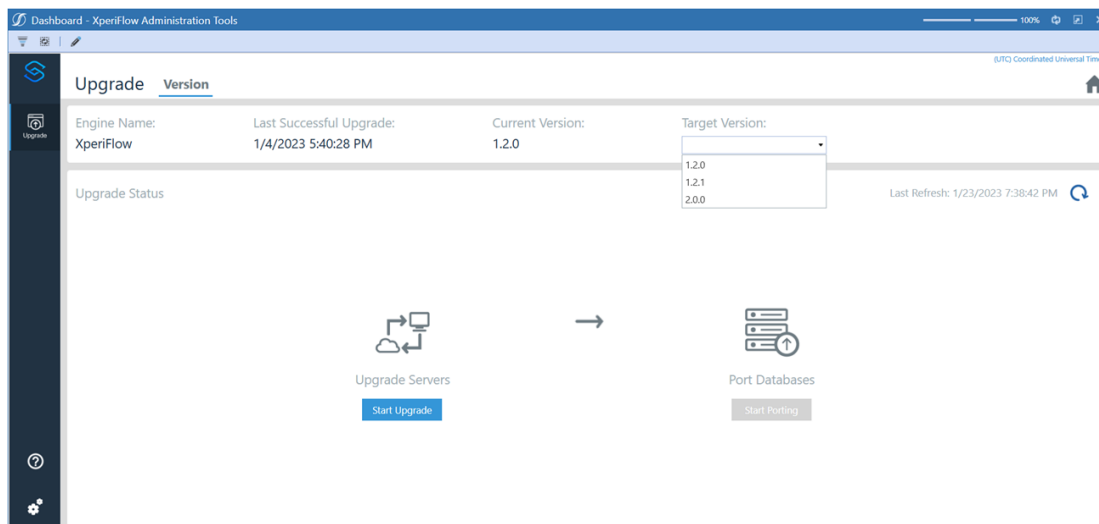 Dashboard - XperiFlow Administration Tools
100%
(UTC) Coordinated Universal Time
Upgrade Version
Upgrade
Engine Name: Last Successful Upgrade: Current Version: Target Version:
XperiFlow 1/4/2023 5:40:28 PM 1.2.0
1.2.0
1.2.1
2.0.0
Upgrade Status Last Refresh: 1/23/2023 7:38:42 PM
Upgrade Servers Port Databases
Start Upgrade Start Porting